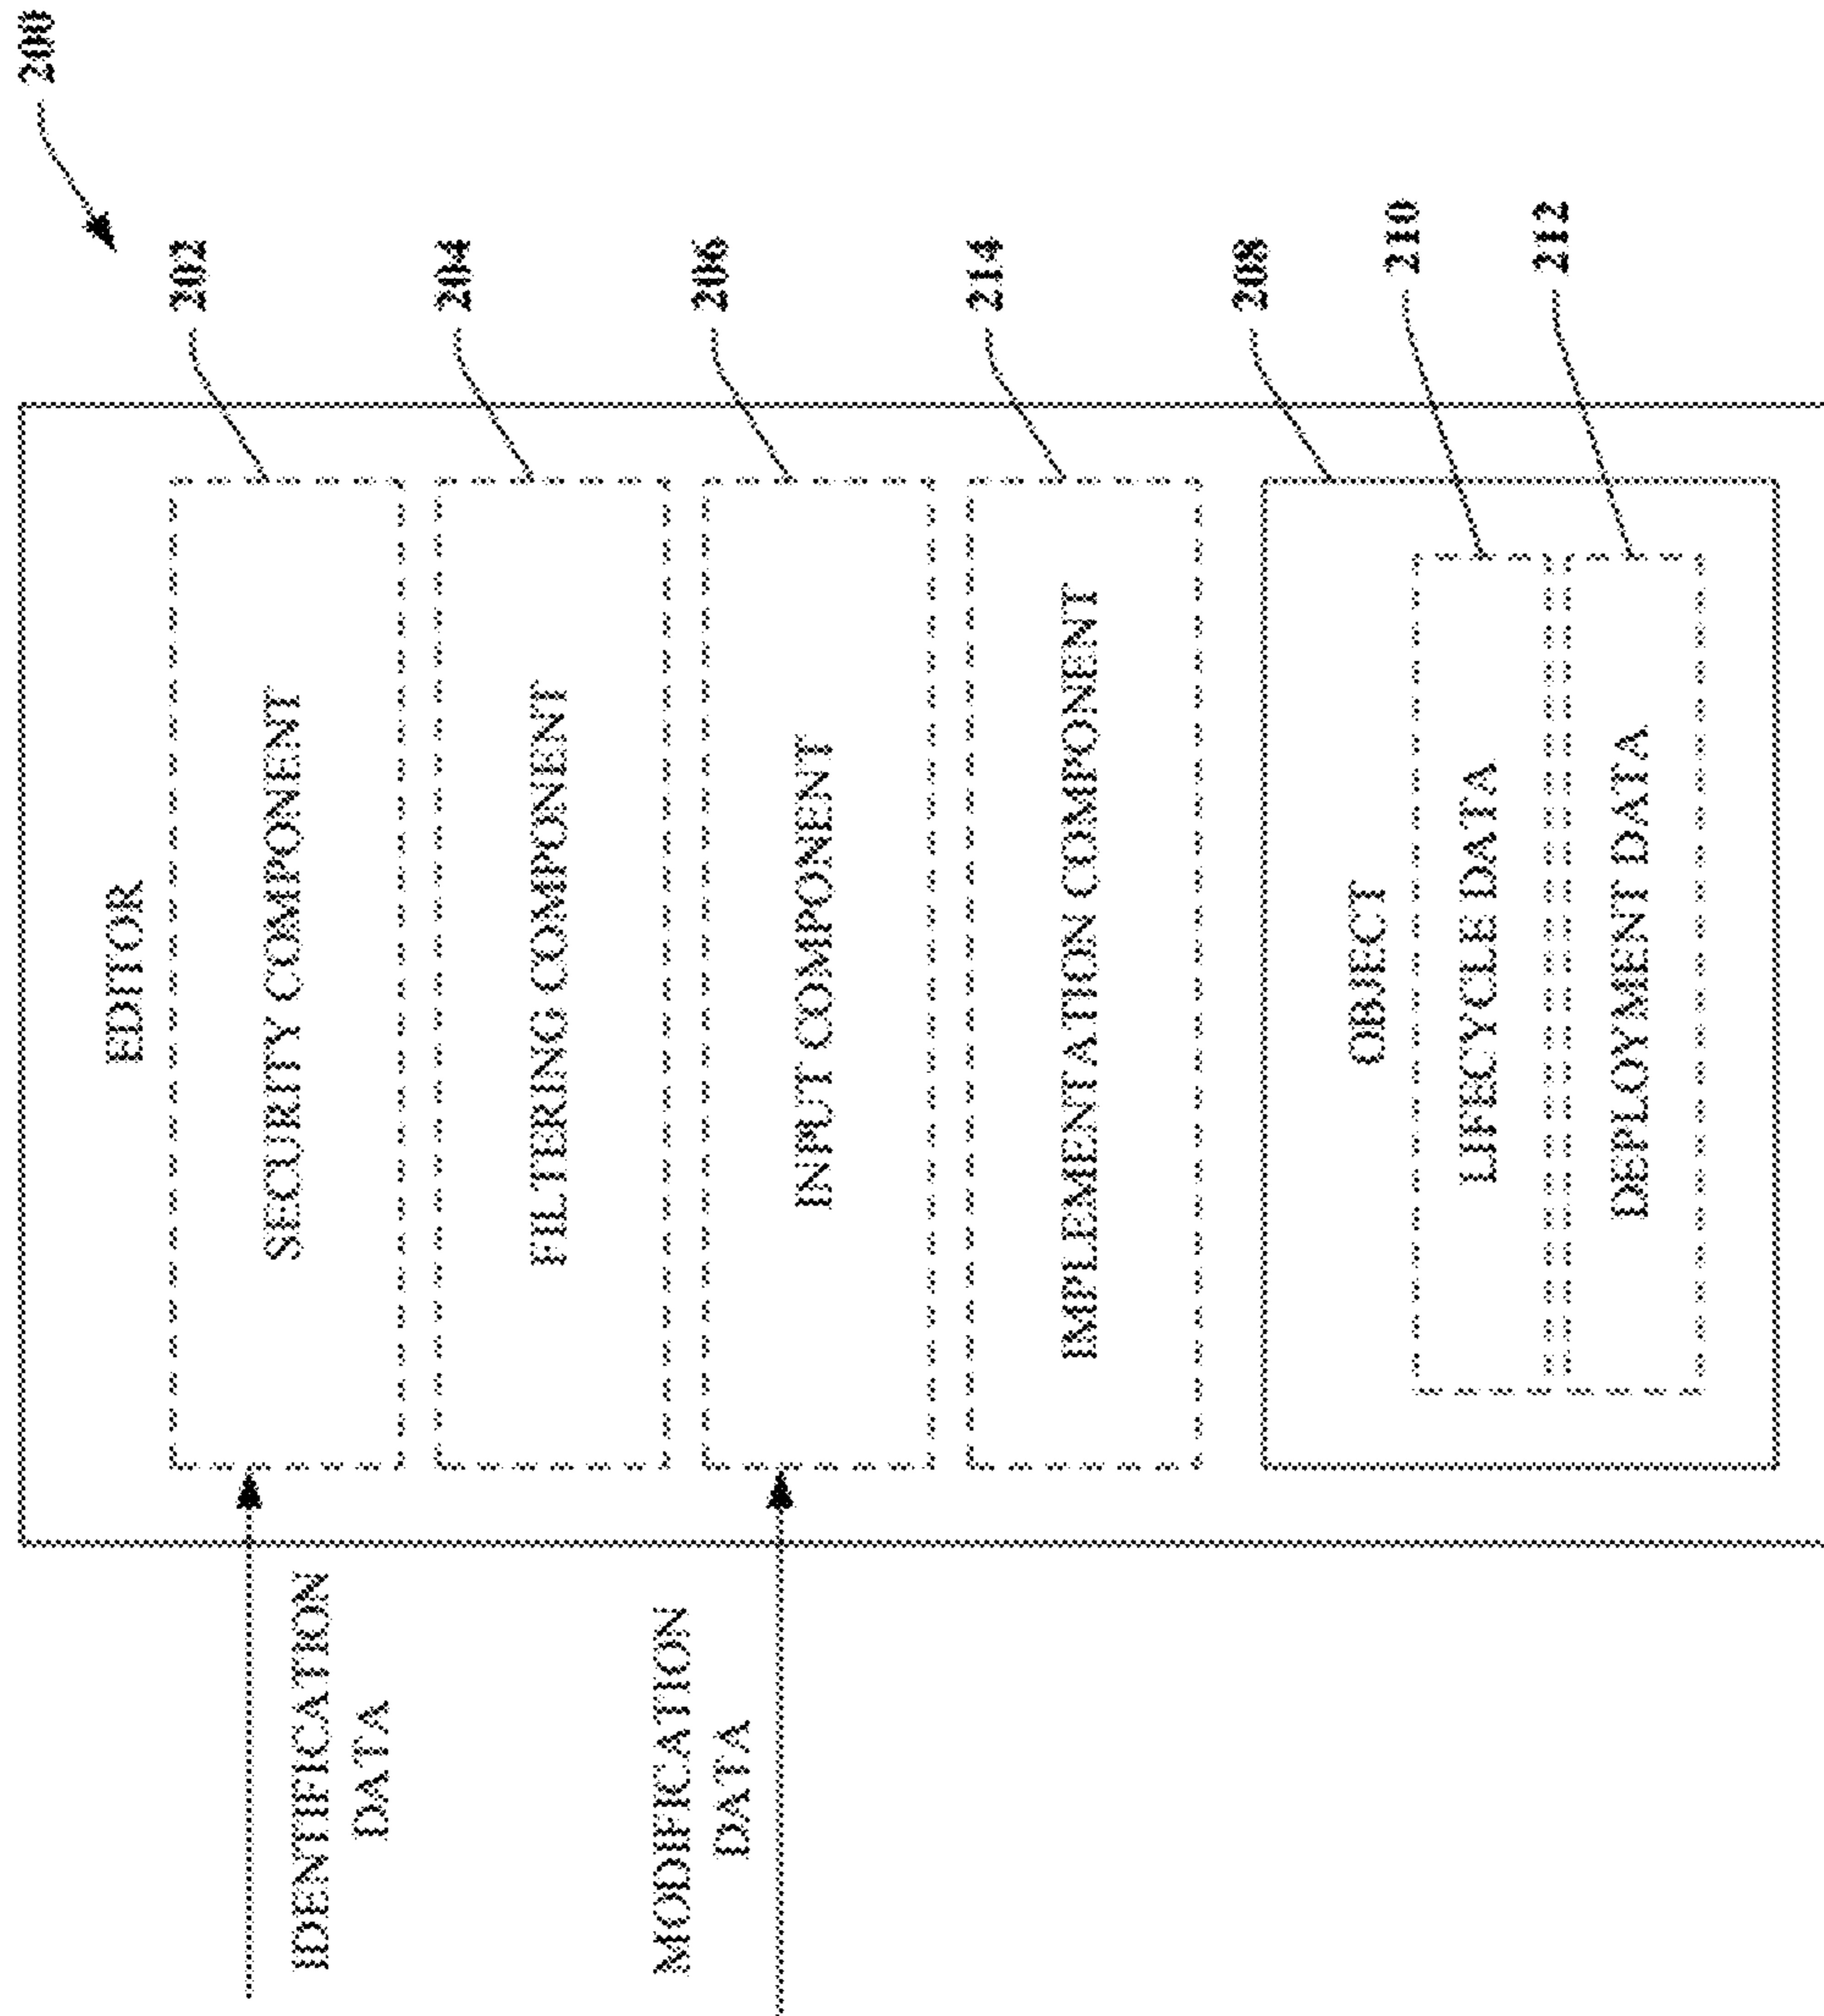 200
EDITOR
SECURITY COMPONENT
202
FILTERING COMPONENT
204
INPUT COMPONENT
206
IMPLEMENTATION COMPONENT
214
OBJECT
208
LIFECYCLE DATA
210
DEPLOYMENT DATA
212
IDENTIFICATION
DATA
MODIFICATION
DATA